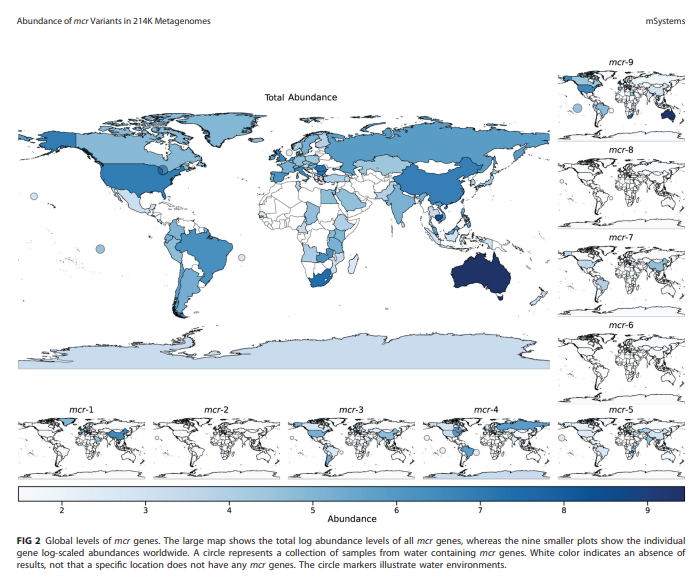 Abundance of mcr Variants in 214K Metagenomes
mSystems
Total Abundance
mcr-9
mcr-8
mcr-7
mcr-6
mcr-1
mcr-2
mcr-3
mcr-4
mcr-5
2 3 4 5 6 7 8 9
Abundance
FIG 2 Global levels of mcr genes. The large map shows the total log abundance levels of all mcr genes, whereas the nine smaller plots show the individual
gene log-scaled abundances worldwide. A circle represents a collection of samples from water containing mcr genes. White color indicates an absence of
results, not that a specific location does not have any mcr genes. The circle markers illustrate water environments.